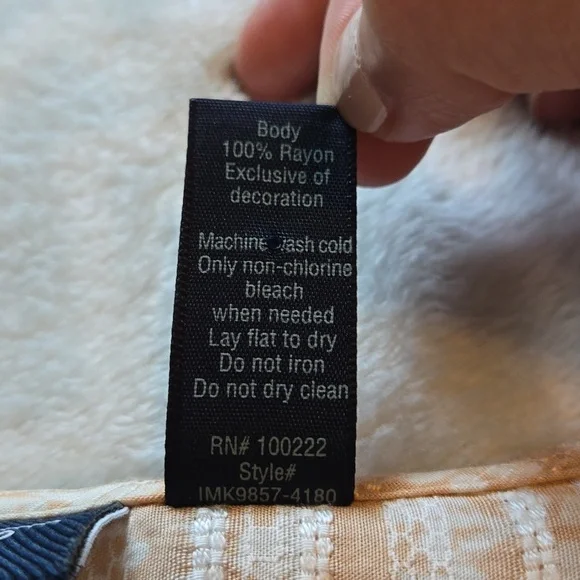 Body
100% Rayon
Exclusive of
decoration
Machine Wash cold
Only non-chlorine
bleach
when needed
Lay flat to dry
Do not iron
Do not dry clean
RN# 100222
Style#
IMK9857-4180